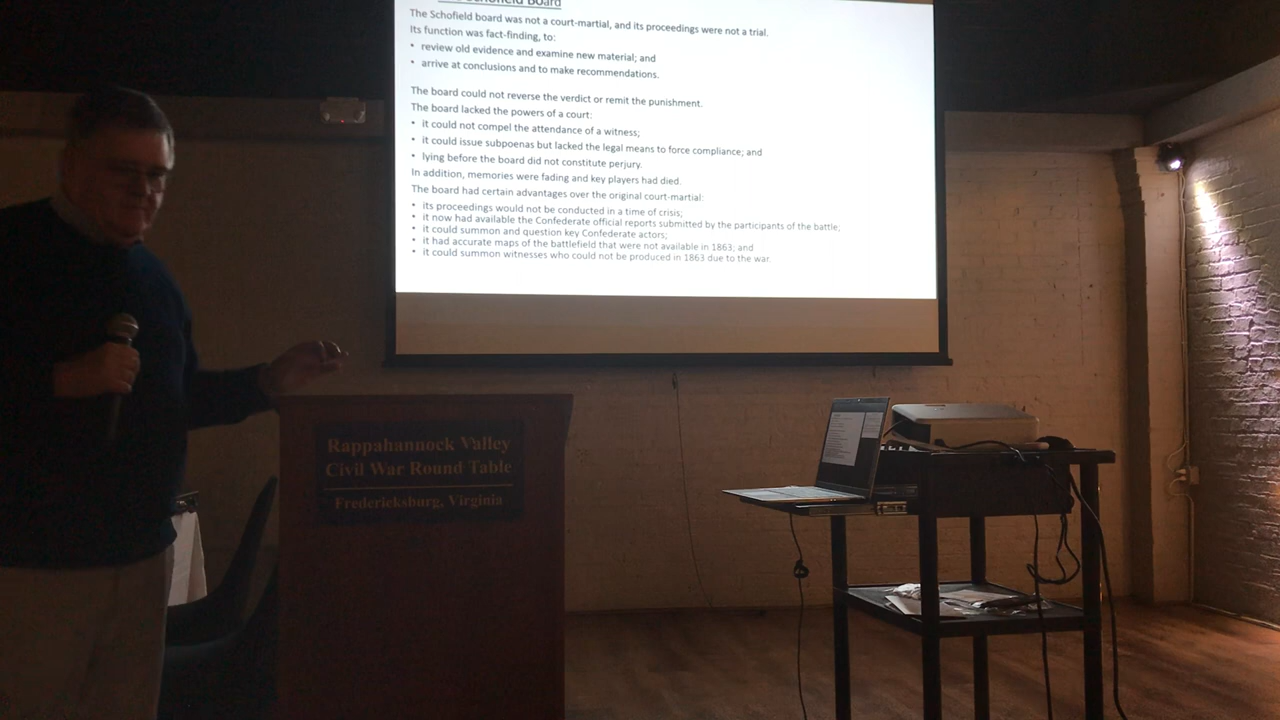 Board
The Schofield board was not a court-martial, and its proceedings were not a trial.
Its function was fact-finding, to:
• review old evidence and examine new material; and
• arrive at conclusions and to make recommendations.
The board could not reverse the verdict or remit the punishment.
The board lacked the powers of a court:
• it could not compel the attendance of a witness;
• it could issue subpoenas but lacked the legal means to force compliance; and
• lying before the board did not constitute perjury.
In addition, memories were fading and key players had died.
The board had certain advantages over the original court-martial:
• its proceedings would not be conducted in a time of crisis;
• it now had available the Confederate official reports submitted by the participants of the battle;
• it could summon and question key Confederate actors;
• it had accurate maps of the battlefield that were not available in 1863; and
• it could summon witnesses who could not be produced in 1863 due to the war.
Rappahannock Valley
Civil War Round Table
Fredericksburg, Virginia